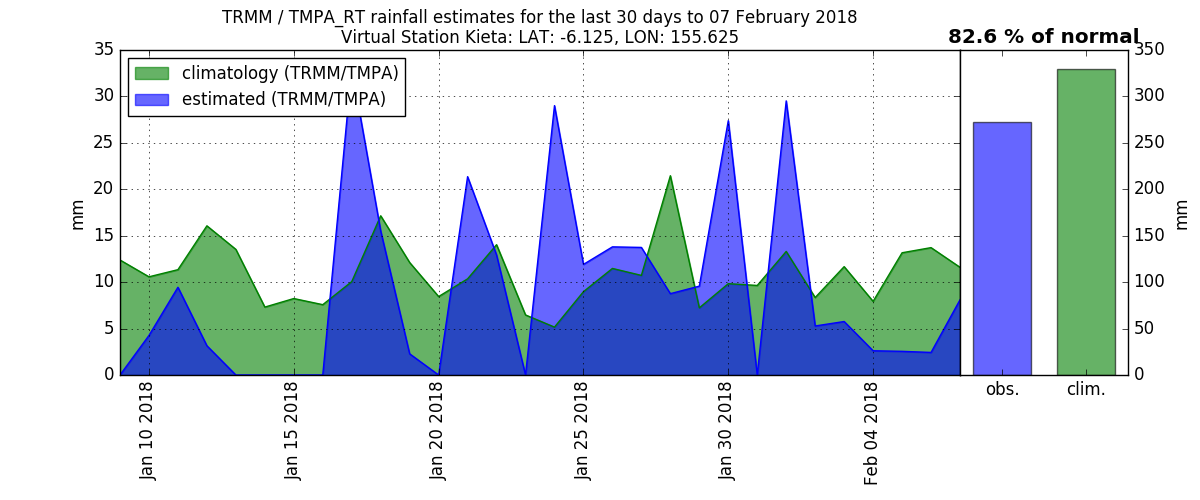 TRMM / TMPA_RT rainfall estimates for the last 30 days to 07 February 2018
Virtual Station Kieta: LAT: -6.125, LON: 155.625
82.6 % of normal
climatology (TRMM/TMPA)
estimated (TRMM/TMPA)
35
30
25
20
15
10
5
0
mm
Jan 10 2018
Jan 15 2018
Jan 20 2018
Jan 25 2018
Jan 30 2018
Feb 04 2018
obs.
clim.
350
300
250
200
150
100
50
0
mm